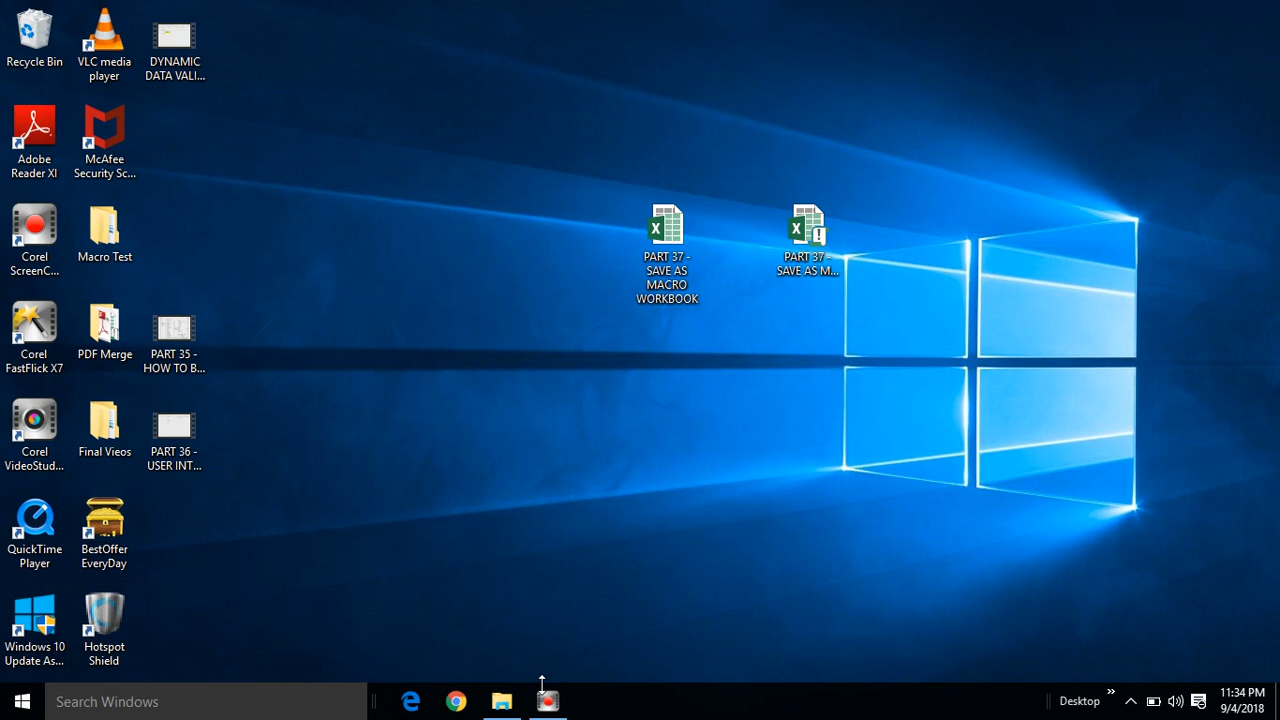 Recycle Bin
VLC media
player
DYNAMIC
DATA VALI...
Adobe
Reader XI
McAfee
Security Sc...
Corel
ScreenC...
Macro Test
PART 37 -
SAVE AS
MACRO
WORKBOOK
PART 37 -
SAVE AS M...
Corel
FastFlick X7
PDF Merge
PART 35 -
HOW TO B...
Corel
VideoStud...
Final Vieos
PART 36 -
USER INT...
QuickTime
Player
BestOffer
EveryDay
Windows 10
Update As...
Hotspot
Shield
Search Windows
Desktop
11:34 PM
9/4/2018